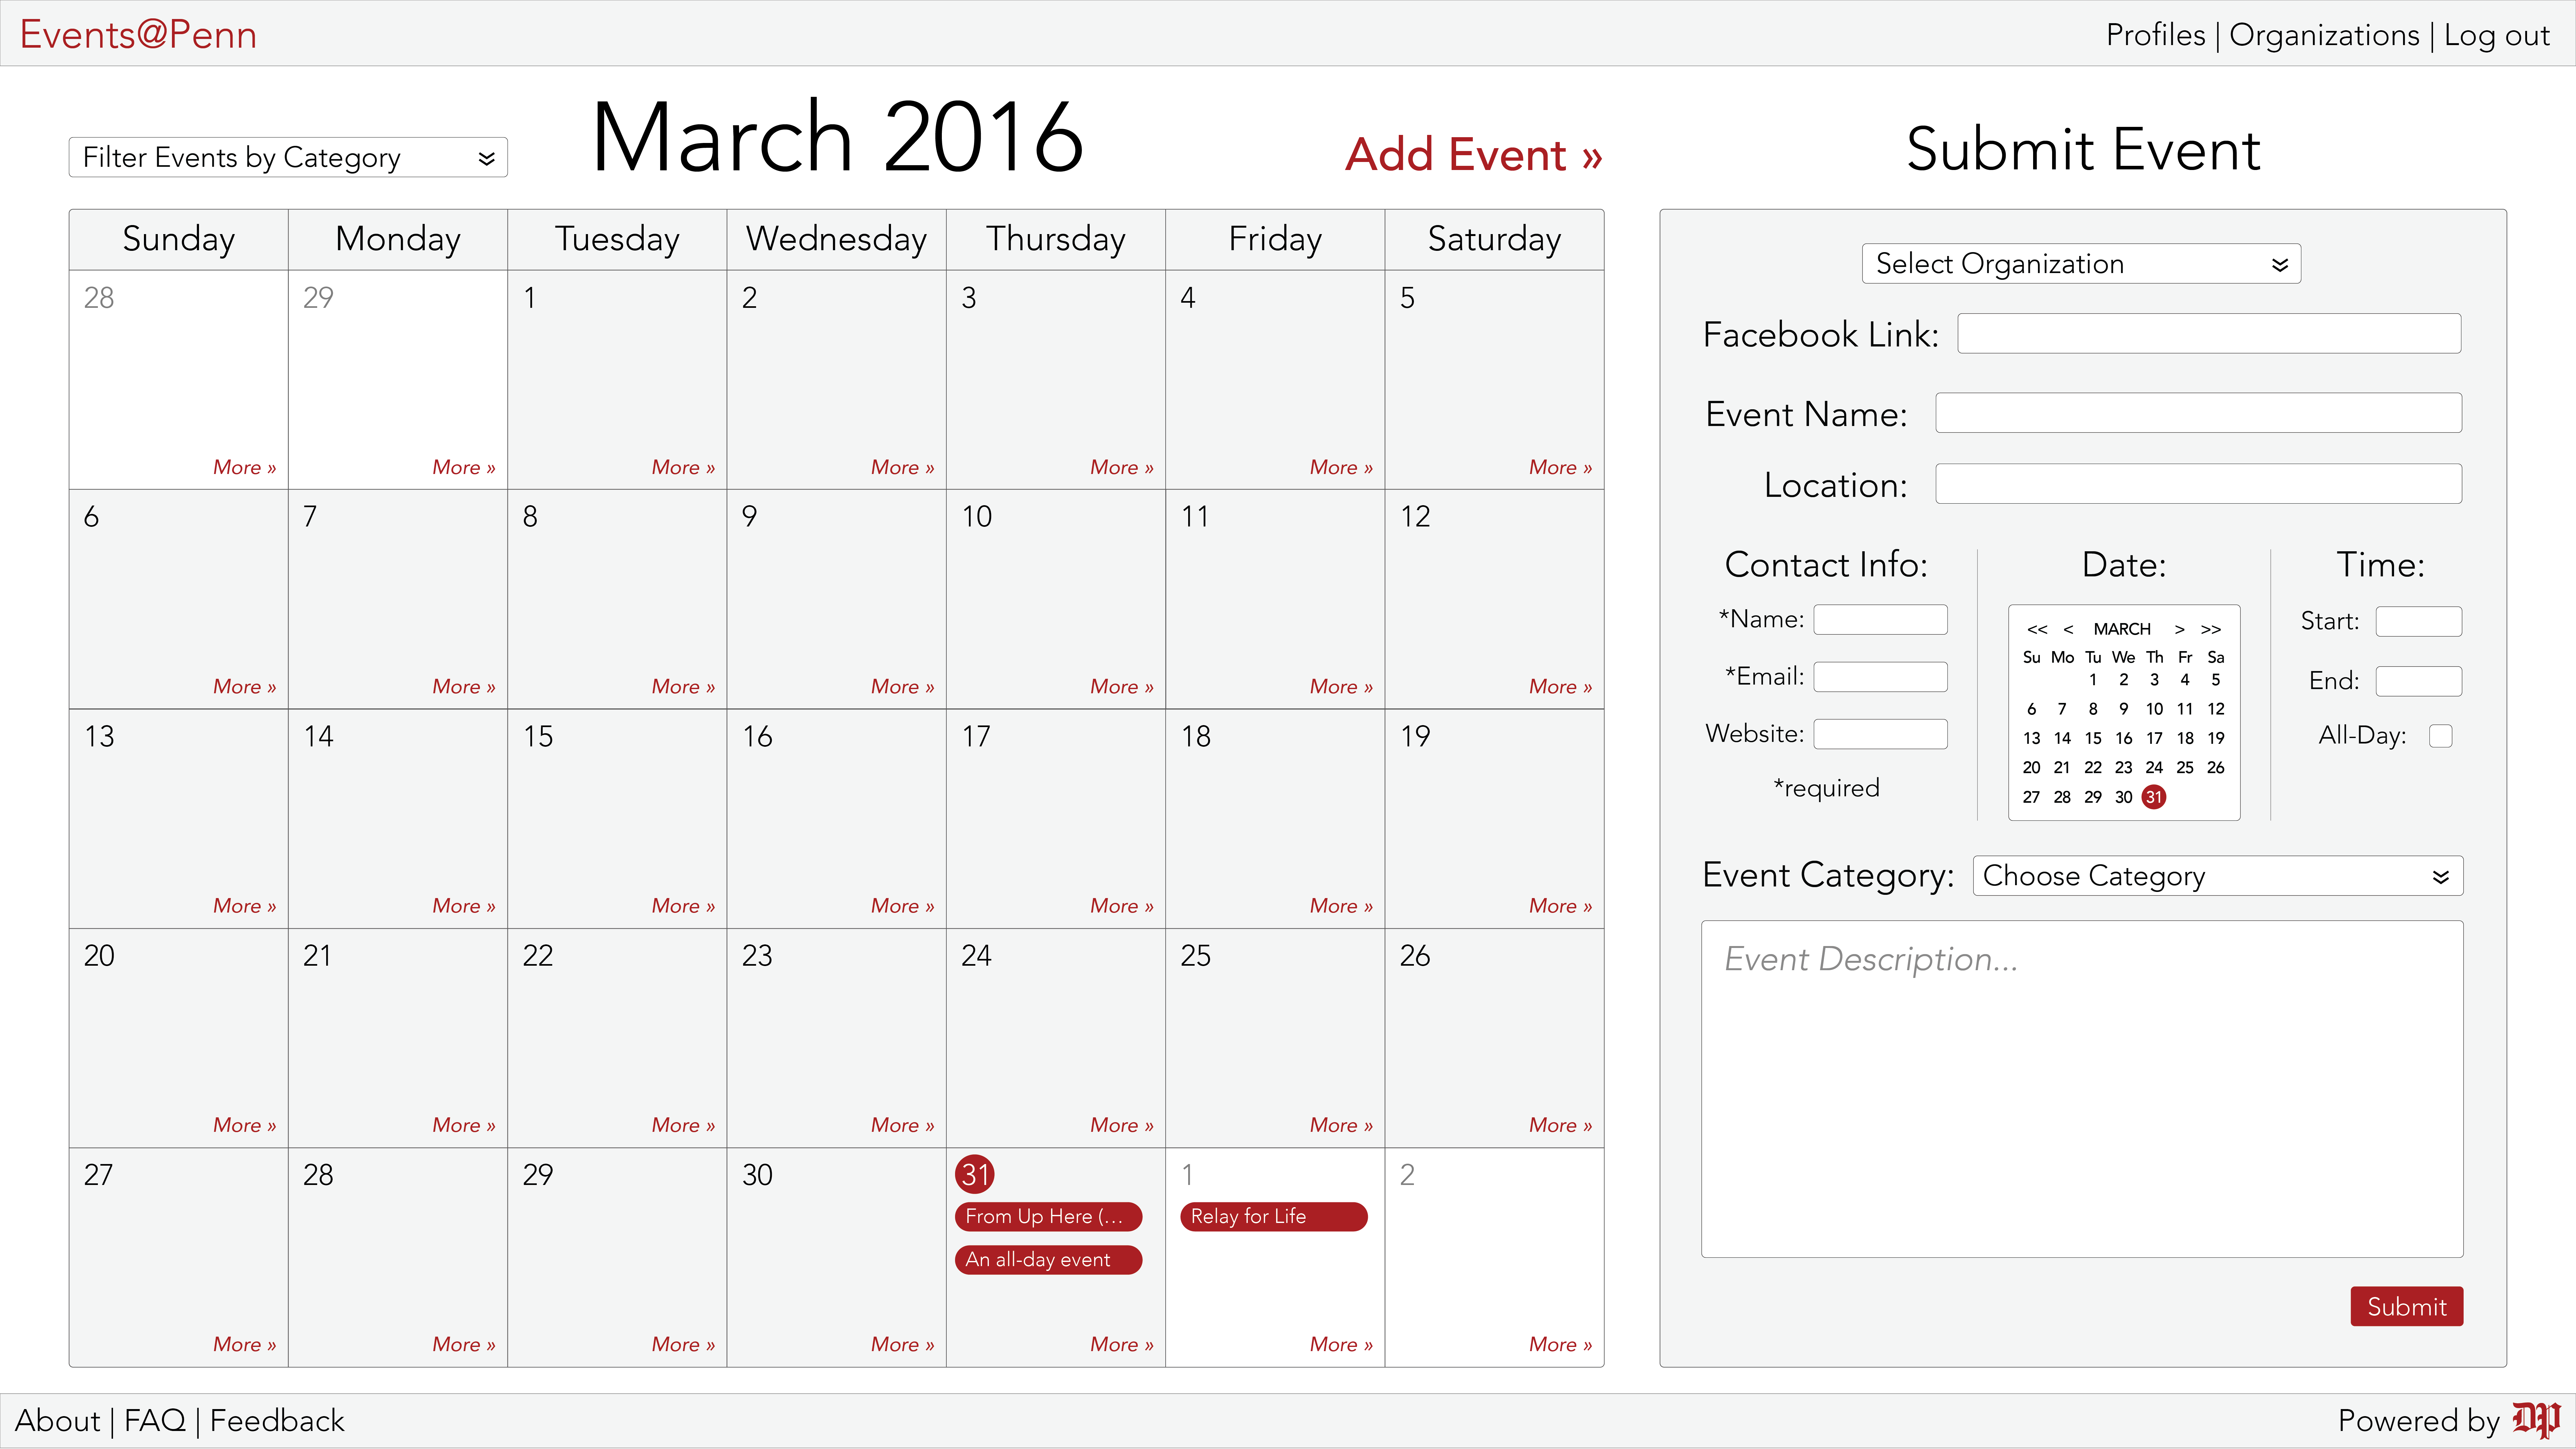 Events@Penn
Profiles | Organizations | Log out
Filter Events by Category
March 2016
Add Event »
Sunday Monday Tuesday Wednesday Thursday Friday Saturday
28 29 1 2 3 4 5
More » More » More » More » More » More » More »
6 7 8 9 10 11 12
More » More » More » More » More » More » More »
13 14 15 16 17 18 19
More » More » More » More » More » More » More »
20 21 22 23 24 25 26
More » More » More » More » More » More » More »
27 28 29 30 31 1 2
From Up Here (... Relay for Life
An all-day event
More » More » More » More » More » More » More »
Submit Event
Select Organization
Facebook Link:
Event Name:
Location:
Contact Info:
*Name:
*Email:
Website:
*required
Date:
<< < MARCH > >>
Su Mo Tu We Th Fr Sa
1 2 3 4 5
6 7 8 9 10 11 12
13 14 15 16 17 18 19
20 21 22 23 24 25 26
27 28 29 30 31
Time:
Start:
End:
All-Day:
Event Category: Choose Category
Event Description...
Submit
About | FAQ | Feedback
Powered by DP